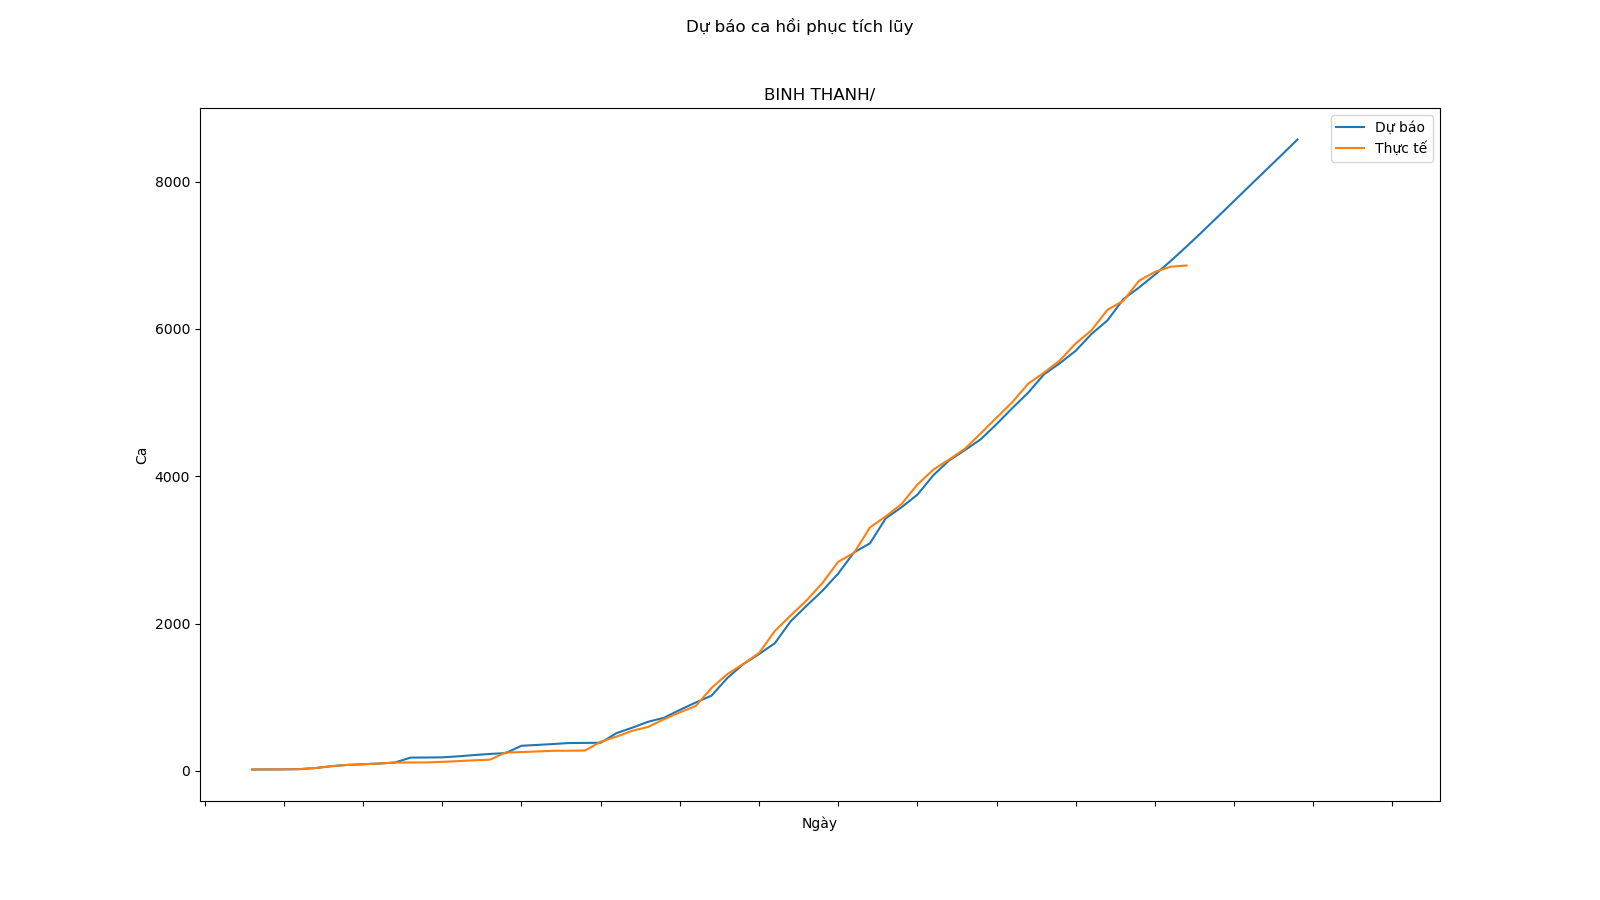 Dự báo ca hồi phục tích lũy
BINH THANH/
Dự báo
Thực tế
8000
6000
4000
2000
0
Ca
Ngày